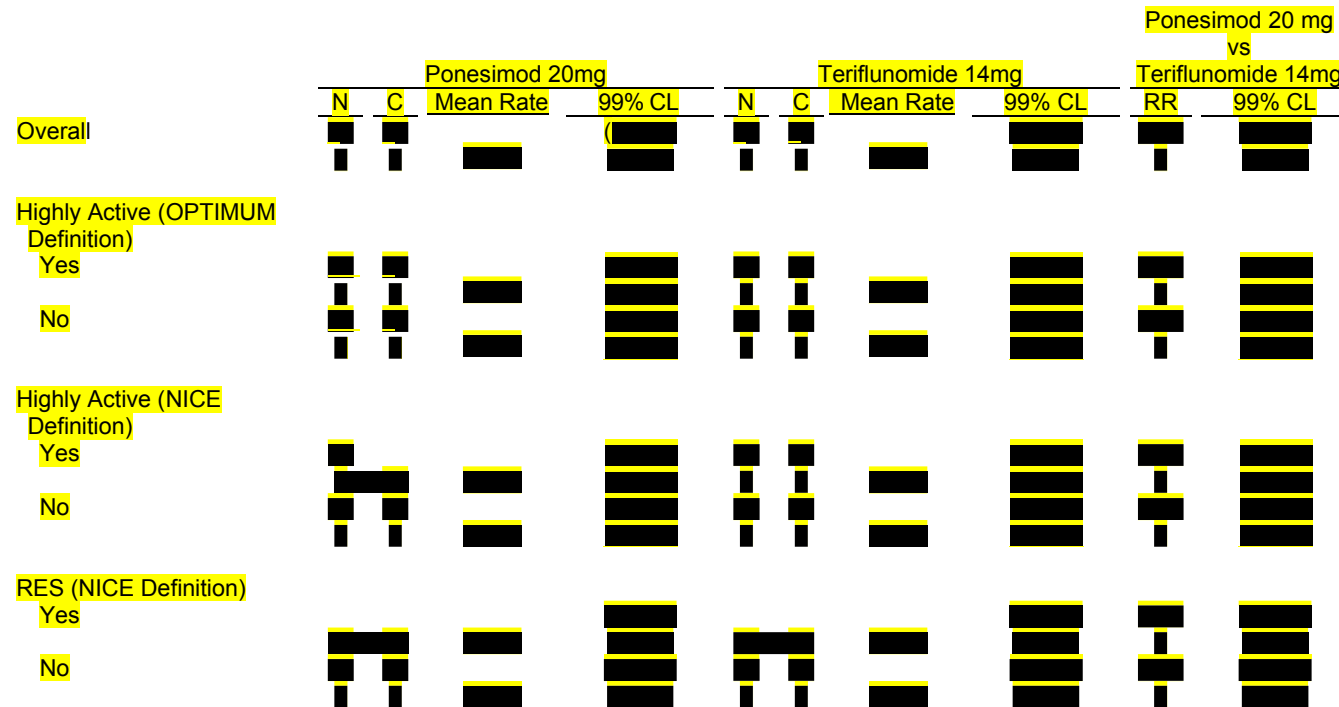 Ponesimod 20 mg
vs
Ponesimod 20mg Teriflunomide 14mg Teriflunomide 14mg
N C Mean Rate 99% CL N C Mean Rate 99% CL RR 99% CL
Overall (
Highly Active (OPTIMUM
Definition)
Yes
No
Highly Active (NICE
Definition)
Yes
No
RES (NICE Definition)
Yes
No